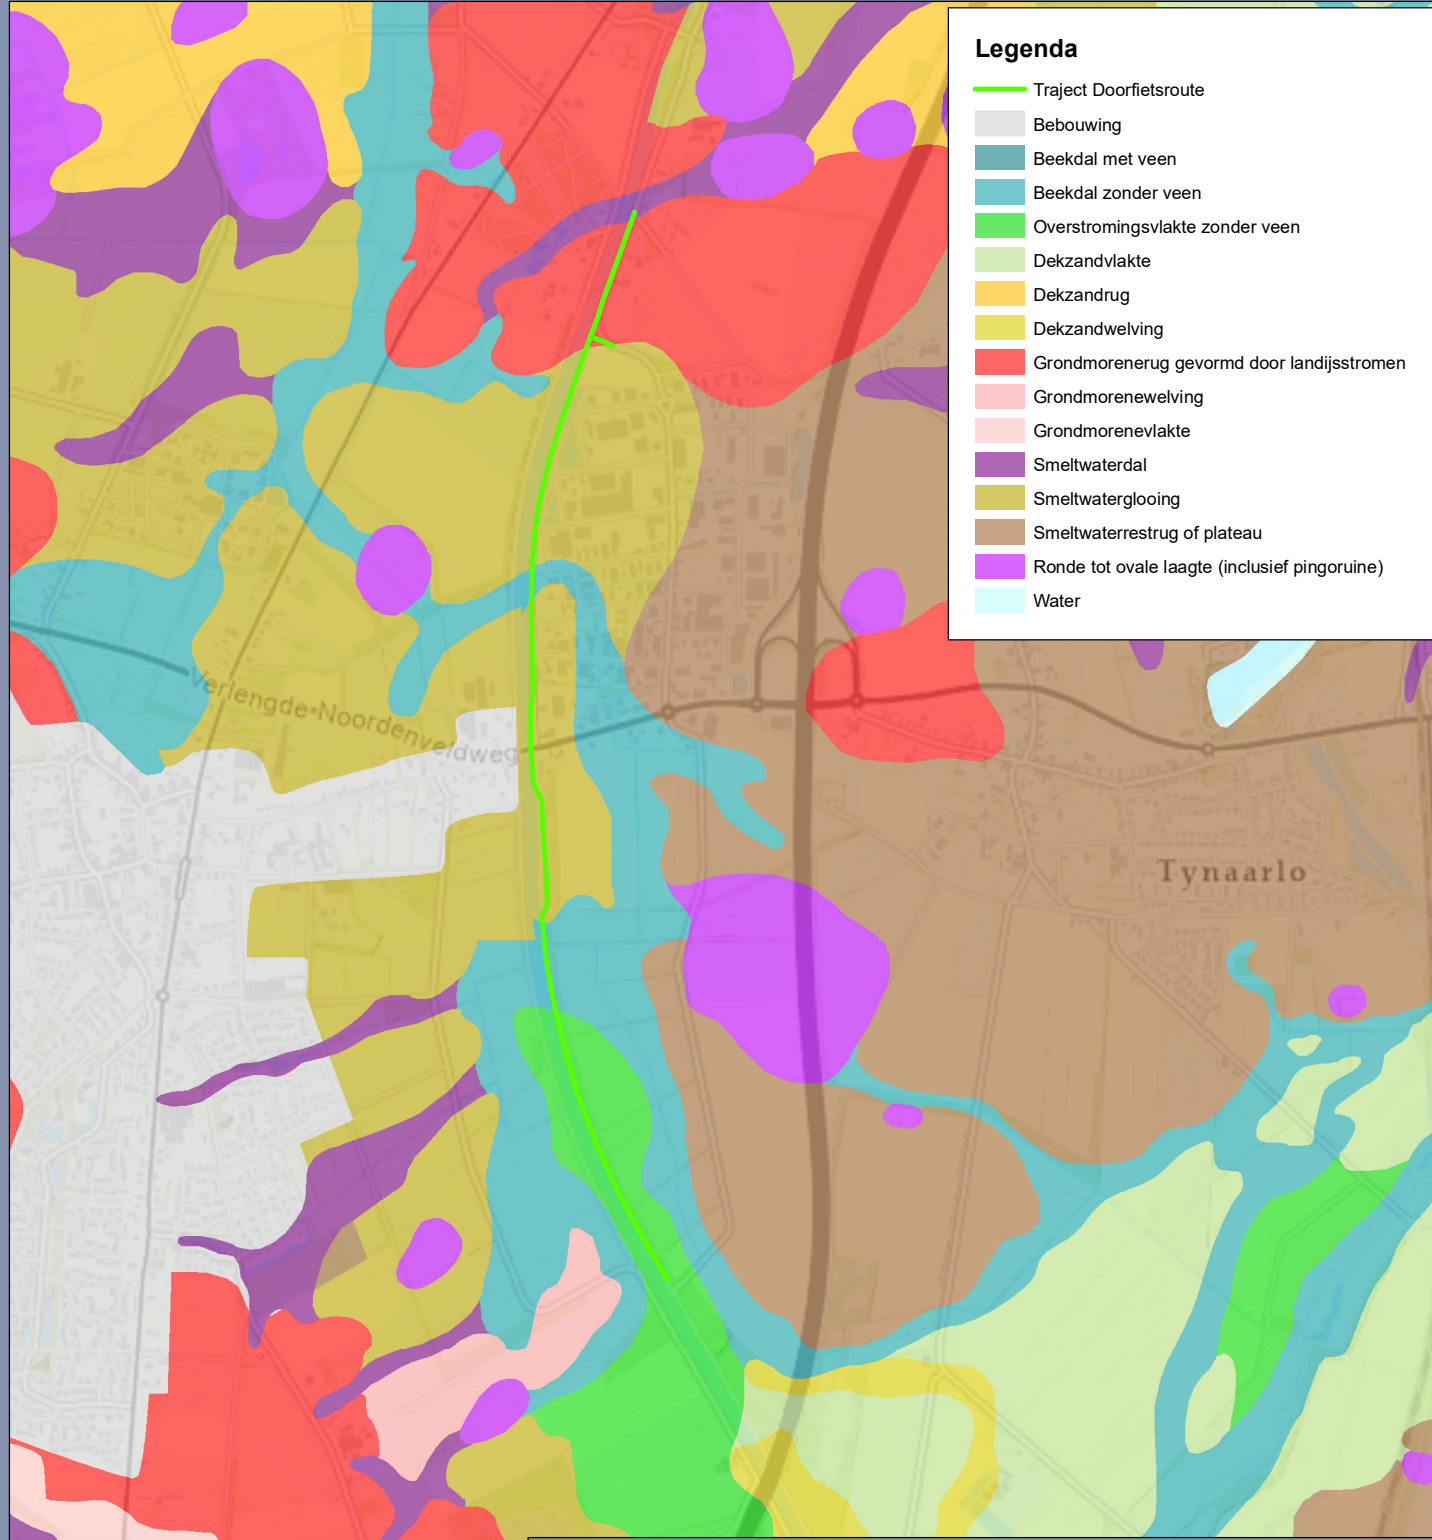 Legenda
Traject Doorfietsroute
Bebouwing
Beekdal met veen
Beekdal zonder veen
Overstromingsvlakte zonder veen
Dekzandvlakte
Dekzandrug
Dekzandwelving
Grondmorenerug gevormd door landijsstromen
Grondmorenewelving
Grondmorenevlakte
Smeltwaterdal
Smeltwaterglooing
Smeltwaterrestrug of plateau
Ronde tot ovale laagte (inclusief pingoruine)
Water
Verlengde-Noordenveldweg
Tynaarlo